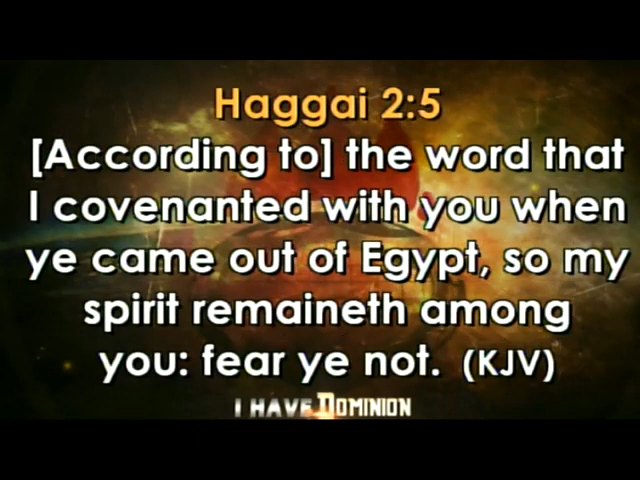 Haggai 2:5
[According to] the word that
I covenanted with you when
ye came out of Egypt, so my
spirit remaineth among
you: fear ye not. (KJV)
I HAVE DOMINION